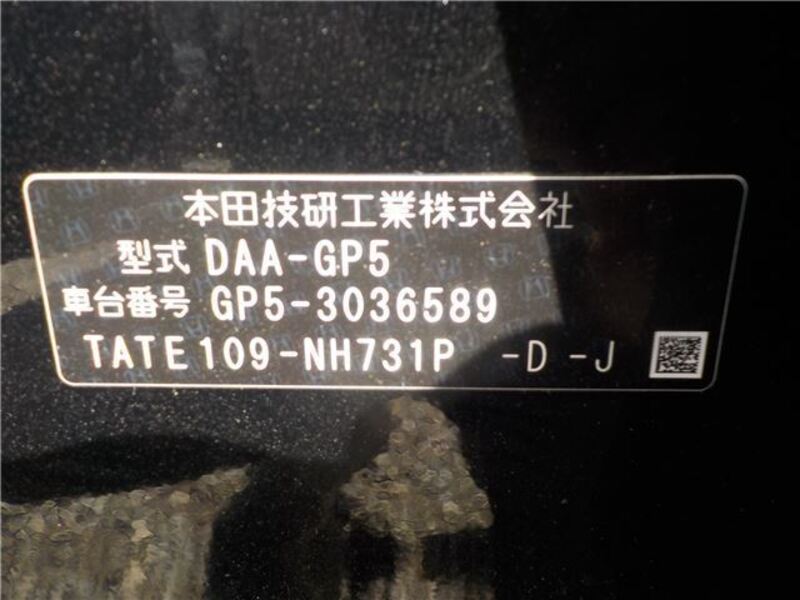 本田技研工業株式会社
型式 DAA-GP5
車台番号 GP5-3036589
TATE109-NH731P -D -J